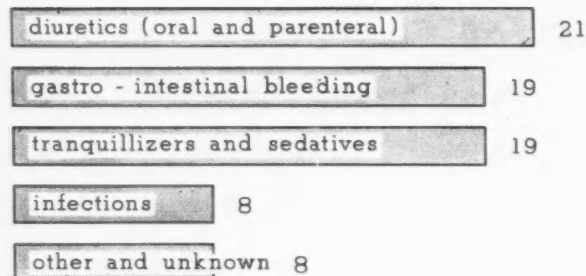 diuretics (oral and parenteral) 21
gastro - intestinal bleeding 19
tranquillizers and sedatives 19
infections 8
other and unknown 8